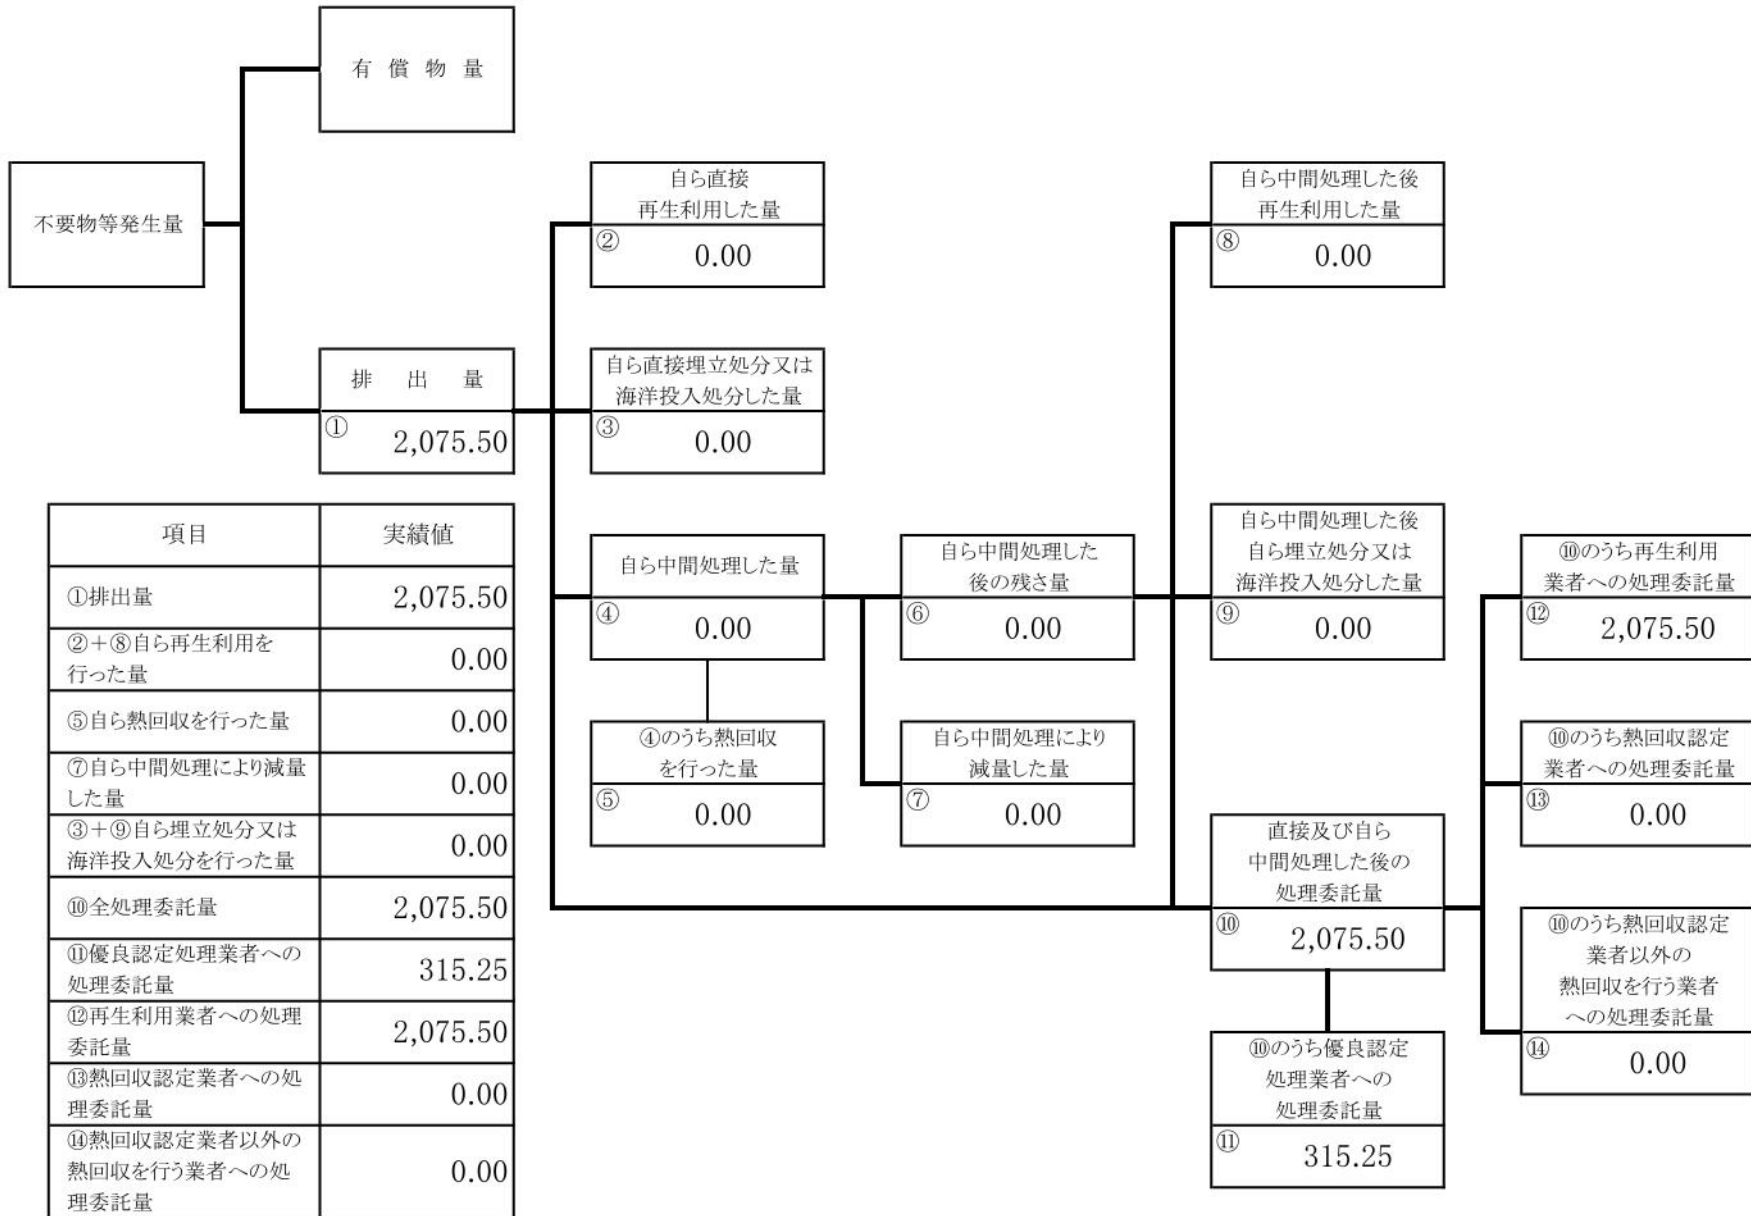 有 償 物 量
不要物等発生量
自ら直接
再生利用した量
②
0.00
自ら中間処理した後
再生利用した量
⑧
0.00
排 出 量
①
2,075.50
自ら直接埋立処分又は
海洋投入処分した量
③
0.00
自ら中間処理した量
④
0.00
自ら中間処理した
後の残さ量
⑥
0.00
自ら中間処理した後
自ら埋立処分又は
海洋投入処分した量
⑨
0.00
⑩のうち再生利用
業者への処理委託量
⑫
2,075.50
④のうち熱回収
を行った量
⑤
0.00
自ら中間処理により
減量した量
⑦
0.00
⑩のうち熱回収認定
業者への処理委託量
⑬
0.00
直接及び自ら
中間処理した後の
処理委託量
⑩
2,075.50
⑩のうち熱回収認定
業者以外の
熱回収を行う業者
への処理委託量
⑭
0.00
⑩のうち優良認定
処理業者への
処理委託量
⑪
315.25
項目 実績値
①排出量 2,075.50
②＋⑧自ら再生利用を
行った量
0.00
⑤自ら熱回収を行った量 0.00
⑦自ら中間処理により減量
した量
0.00
③＋⑨自ら埋立処分又は
海洋投入処分を行った量
0.00
⑩全処理委託量 2,075.50
⑪優良認定処理業者への
処理委託量
315.25
⑫再生利用業者への処理
委託量
2,075.50
⑬熱回収認定業者への処
理委託量
0.00
⑭熱回収認定業者以外の
熱回収を行う業者への処
理委託量
0.00